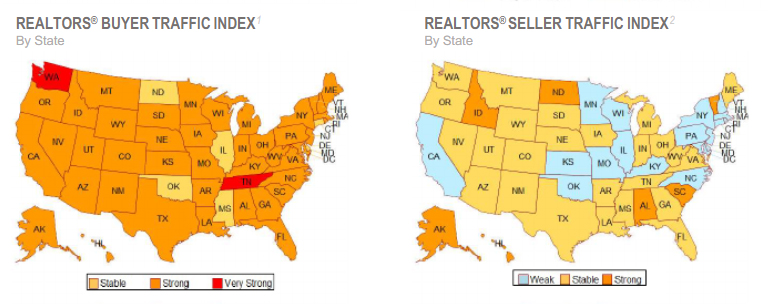 REALTORS® BUYER TRAFFIC INDEX¹
By State
WA
MT
ND
MN
ME
OR
ID
SD
WI
MI
NY
VT
NH
MA
RI
CT
WY
IA
PA
NJ
NV
NE
IL
IN
OH
DE
MD
DC
CA
UT
CO
KS
MO
WV
VA
KY
AZ
NM
OK
AR
TN
NC
TX
LA
MS
AL
GA
FL
AK
HI
Stable
Strong
Very Strong
REALTORS® SELLER TRAFFIC INDEX²
By State
WA
MT
ND
MN
ME
OR
ID
SD
WI
MI
NY
VT
NH
MA
RI
CT
WY
IA
PA
NJ
NV
NE
IL
IN
OH
DE
MD
DC
CA
UT
CO
KS
MO
WV
VA
KY
AZ
NM
OK
AR
TN
NC
SC
TX
LA
MS
AL
GA
FL
AK
HI
Weak
Stable
Strong